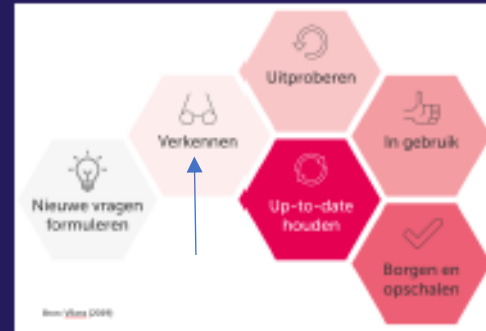 Uitproberen
Verkennen
In gebruik
Nieuwe vragen
formuleren
Up-to-date
houden
Borgen en
opschalen